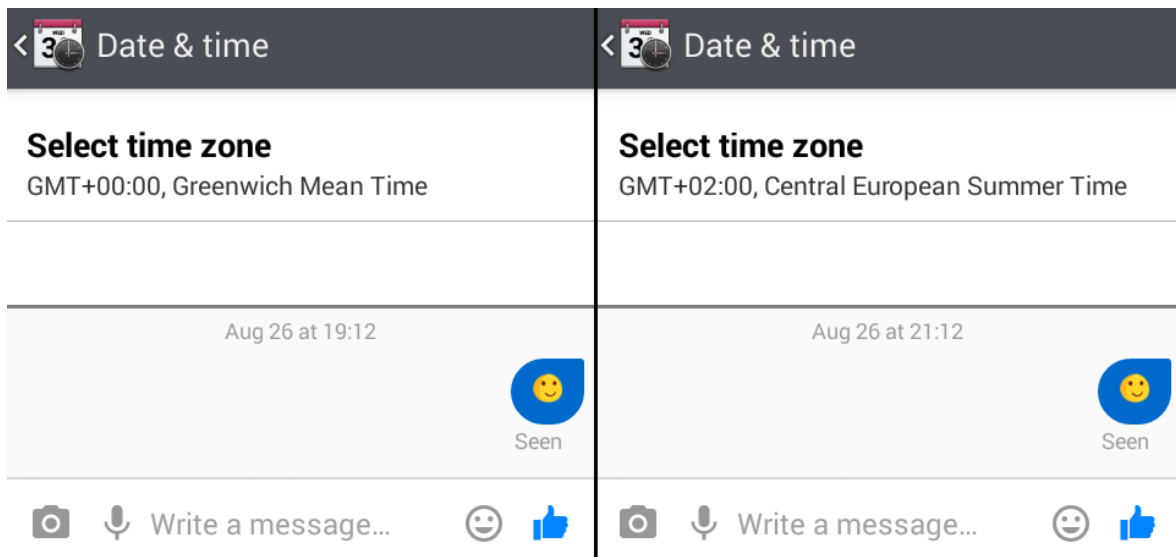 Date & time
Select time zone
GMT+00:00, Greenwich Mean Time
Aug 26 at 19:12
Seen
Write a message...
Date & time
Select time zone
GMT+02:00, Central European Summer Time
Aug 26 at 21:12
Seen
Write a message...